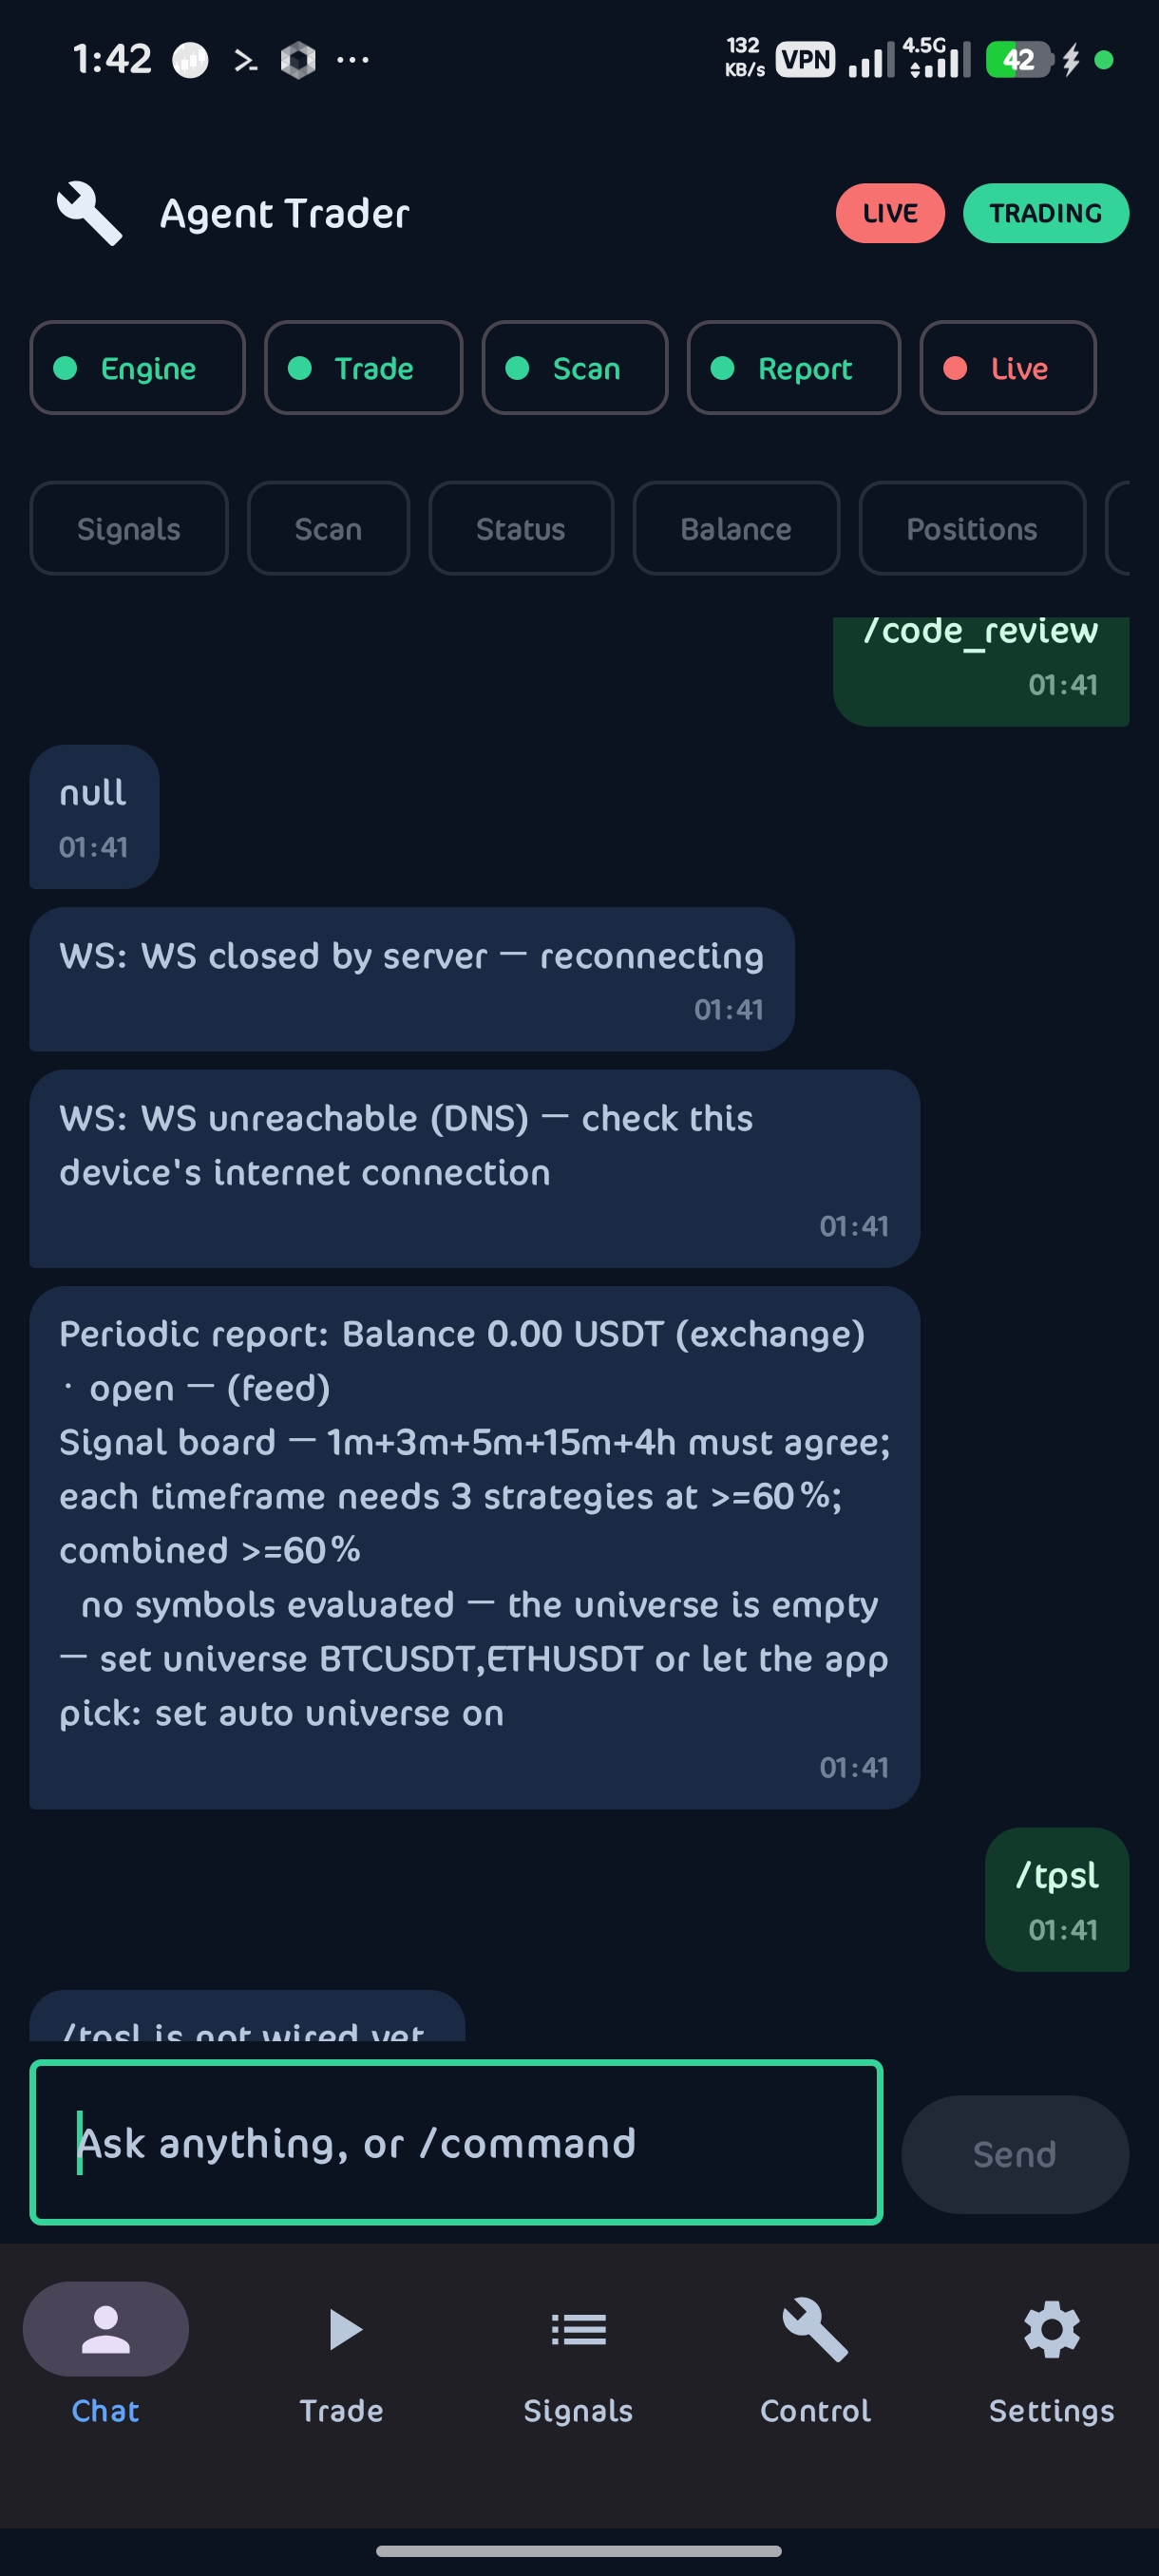 1:42
132
KB/s
VPN
4.5G
42
Agent Trader
LIVE
TRADING
Engine
Trade
Scan
Report
Live
Signals
Scan
Status
Balance
Positions
/code_review
01:41
null
01:41
WS: WS closed by server — reconnecting
01:41
WS: WS unreachable (DNS) — check this
device's internet connection
01:41
Periodic report: Balance 0.00 USDT (exchange)
· open — (feed)
Signal board — 1m+3m+5m+15m+4h must agree;
each timeframe needs 3 strategies at >=60%;
combined >=60%
no symbols evaluated — the universe is empty
— set universe BTCUSDT,ETHUSDT or let the app
pick: set auto universe on
01:41
/tpsl
01:41
/tpsl is not wired yet
Ask anything, or /command
Send
Chat
Trade
Signals
Control
Settings